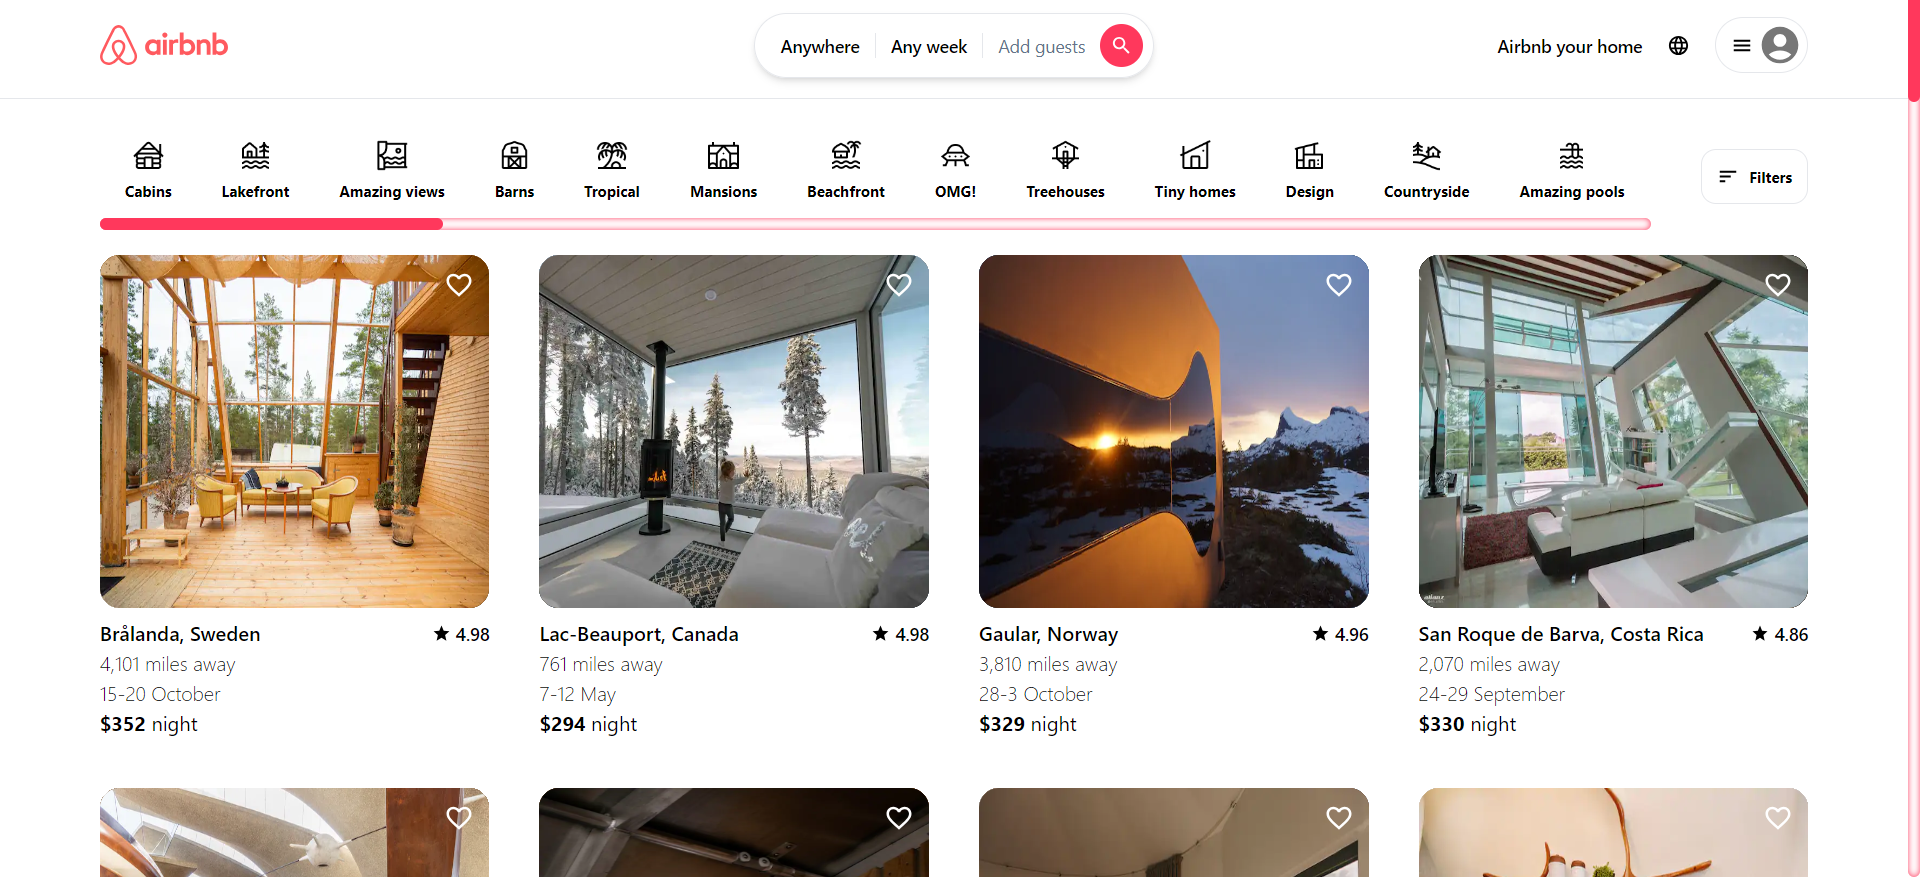 airbnb
Anywhere
Any week
Add guests
Airbnb your home
Cabins
Lakefront
Amazing views
Barns
Tropical
Mansions
Beachfront
OMG!
Treehouses
Tiny homes
Design
Countryside
Amazing pools
Filters
Brålanda, Sweden
4.98
4,101 miles away
15-20 October
$352 night
Lac-Beauport, Canada
4.98
761 miles away
7-12 May
$294 night
Gaular, Norway
4.96
3,810 miles away
28-3 October
$329 night
San Roque de Barva, Costa Rica
4.86
2,070 miles away
24-29 September
$330 night